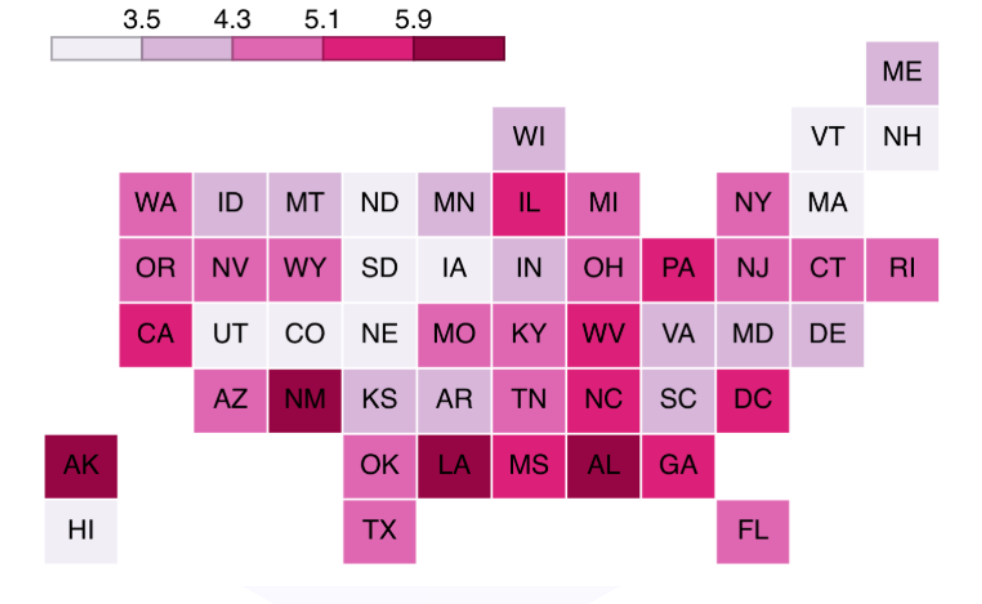 3.5 4.3 5.1 5.9
ME
WI VT NH
WA ID MT ND MN IL MI NY MA
OR NV WY SD IA IN OH PA NJ CT RI
CA UT CO NE MO KY WV VA MD DE
AZ NM KS AR TN NC SC DC
AK OK LA MS AL GA
HI TX FL